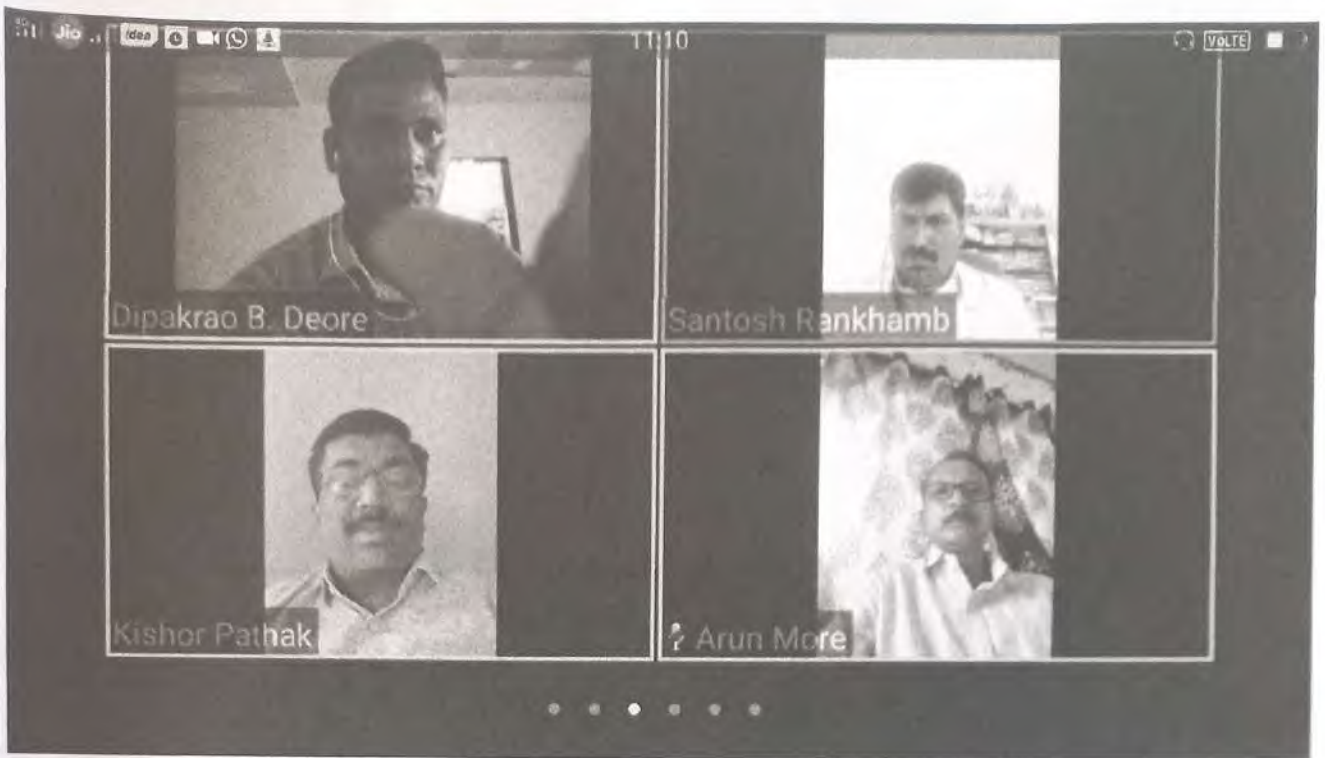 Jio
idea
11:10
VOLTE
Dipakrao B. Deore
Santosh Rankhamb
Kishor Pathak
Arun More